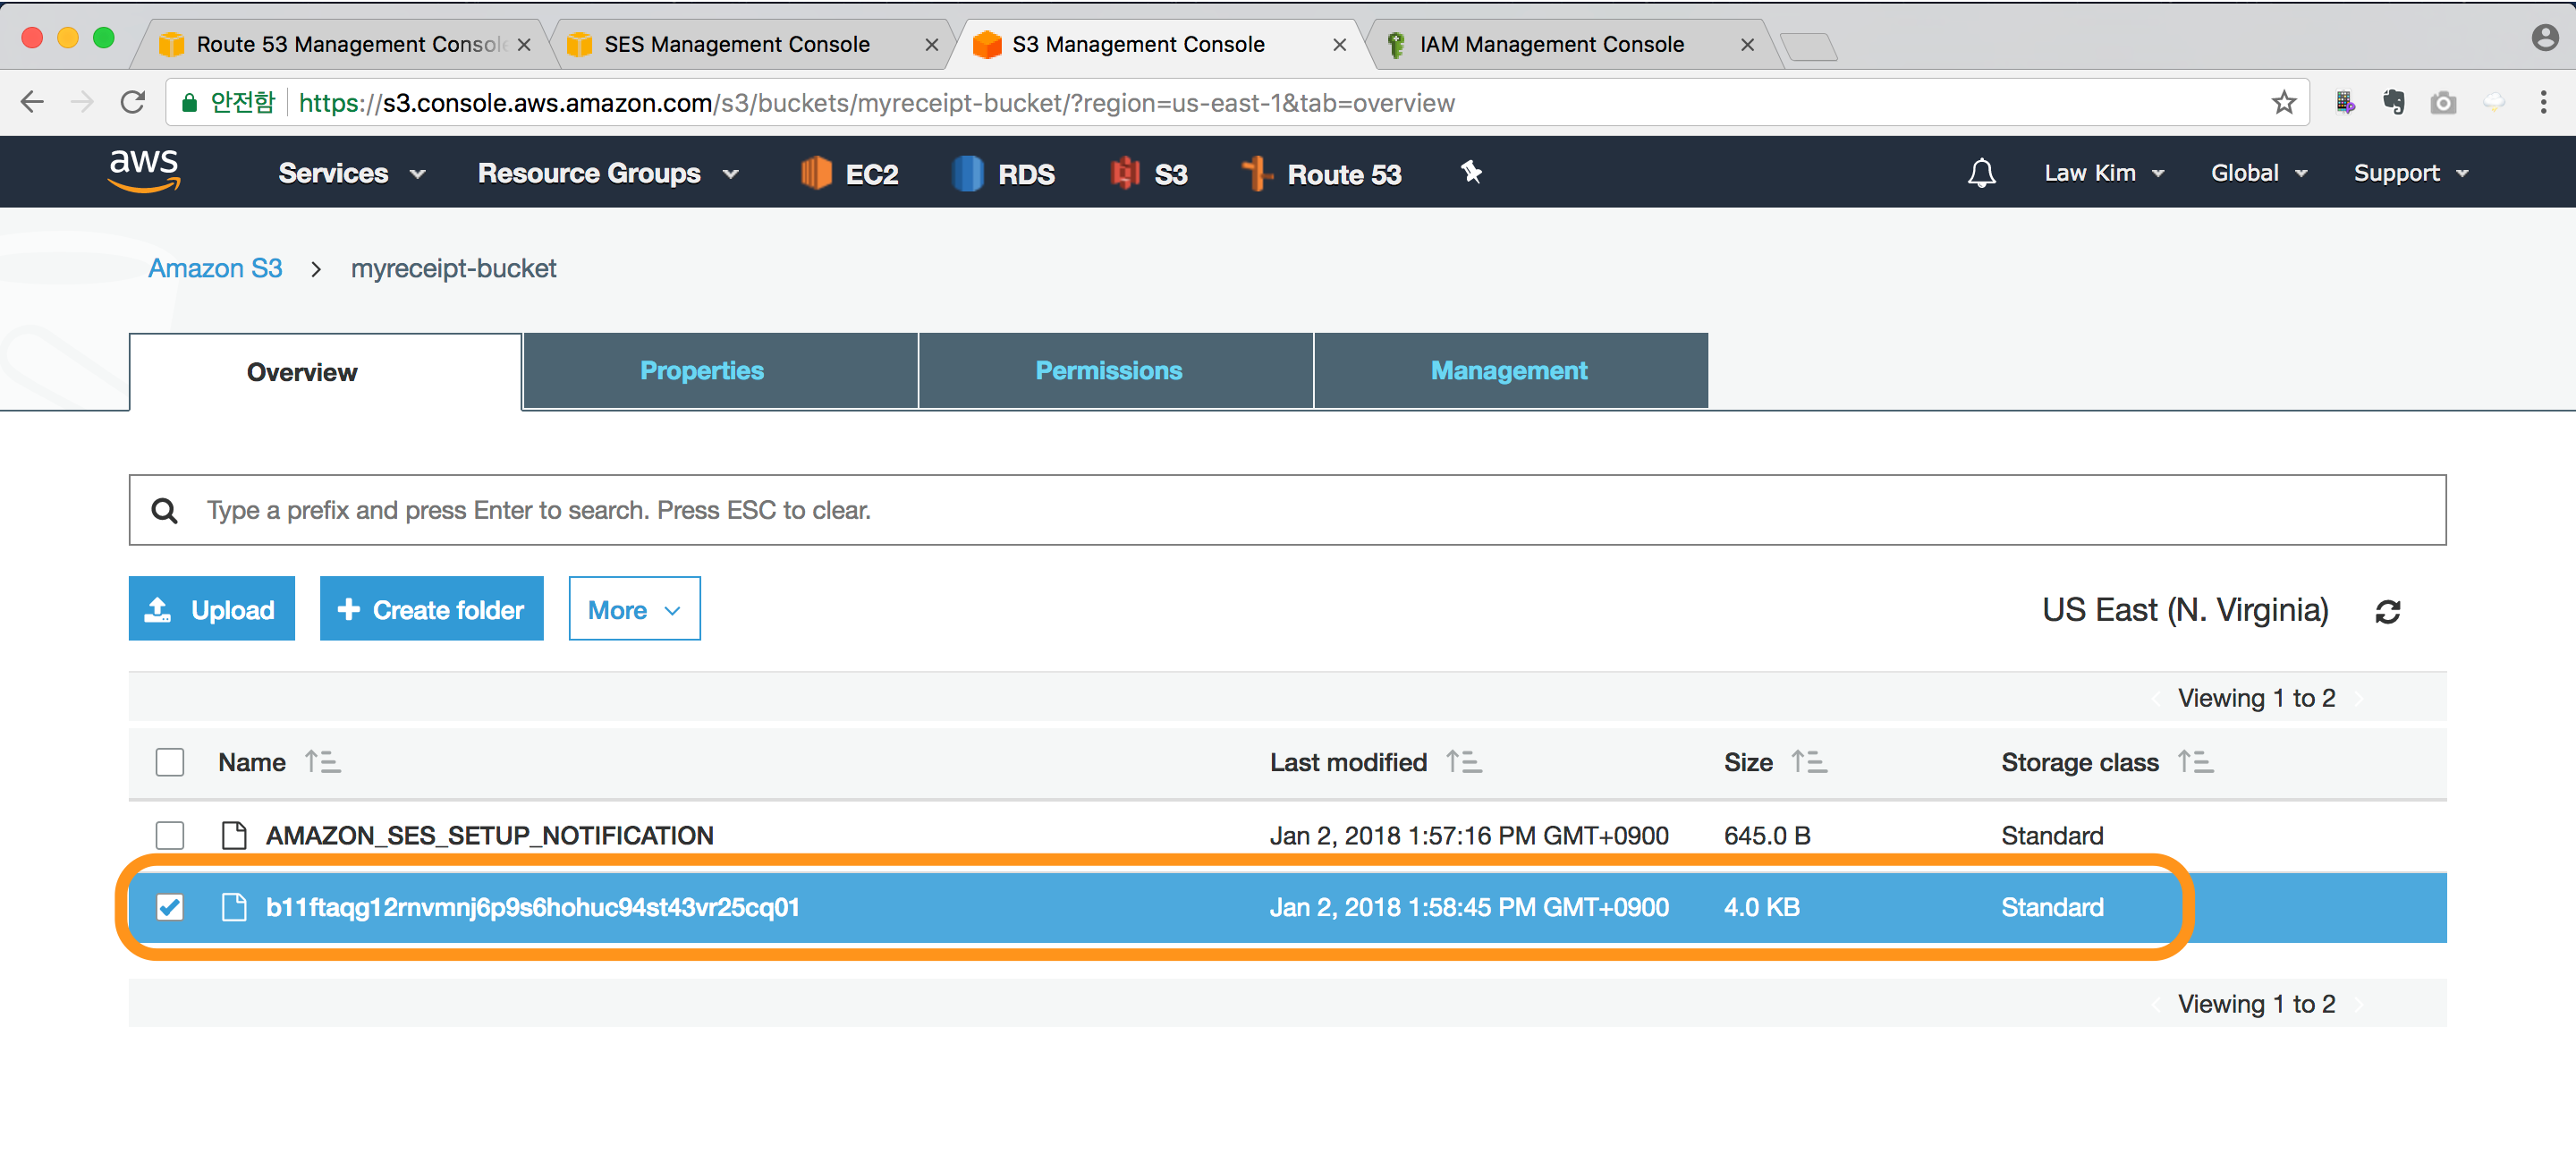 Route 53 Management Console
SES Management Console
S3 Management Console
IAM Management Console
안전함 https://s3.console.aws.amazon.com/s3/buckets/myreceipt-bucket/?region=us-east-1&tab=overview
aws Services Resource Groups EC2 RDS S3 Route 53 Law Kim Global Support
Amazon S3 > myreceipt-bucket
Overview Properties Permissions Management
Type a prefix and press Enter to search. Press ESC to clear.
Upload + Create folder More US East (N. Virginia)
Viewing 1 to 2
Name Last modified Size Storage class
AMAZON_SES_SETUP_NOTIFICATION Jan 2, 2018 1:57:16 PM GMT+0900 645.0 B Standard
b11ftaqg12rnvmnj6p9s6hohuc94st43vr25cq01 Jan 2, 2018 1:58:45 PM GMT+0900 4.0 KB Standard
Viewing 1 to 2